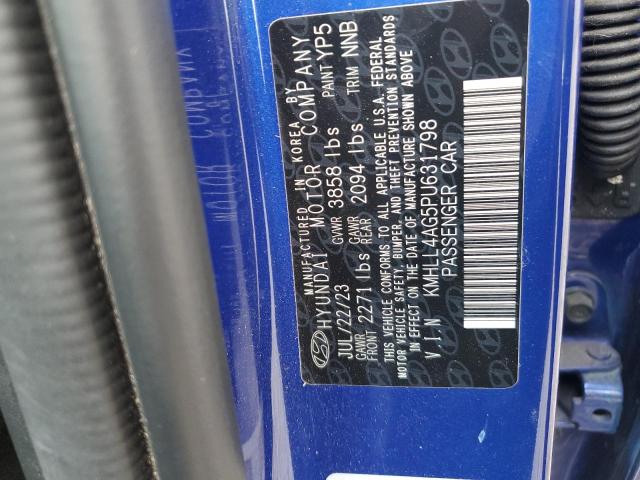 MANUFACTURED IN KOREA BY
HYUNDAI MOTOR COMPANY
JUL/22/23 GVWR 3858 lbs PAINT YP5
GAWR FRONT 2271 lbs GAWR REAR 2094 lbs TRIM NNB
THIS VEHICLE CONFORMS TO ALL APPLICABLE U.S.A. FEDERAL
MOTOR VEHICLE SAFETY, BUMPER, AND THEFT PREVENTION STANDARDS
IN EFFECT ON THE DATE OF MANUFACTURE SHOWN ABOVE
V.I.N KMHLL4AG5PU631798
PASSENGER CAR